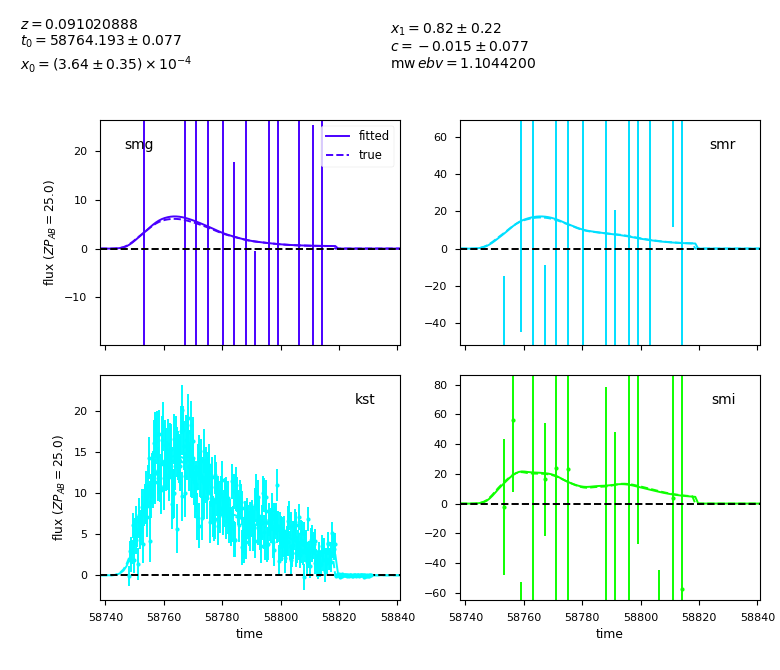 z = 0.091020888
t₀ = 58764.193 ± 0.077
x₀ = (3.64 ± 0.35) × 10⁻⁴
x₁ = 0.82 ± 0.22
c = −0.015 ± 0.077
mw ebv = 1.1044200
smg
fitted
true
flux (ZP_AB = 25.0)
20
10
0
−10
smr
60
40
20
0
−20
−40
kst
flux (ZP_AB = 25.0)
20
15
10
5
0
58740 58760 58780 58800 58820 58840
time
smi
80
60
40
20
0
−20
−40
−60
58740 58760 58780 58800 58820 58840
time